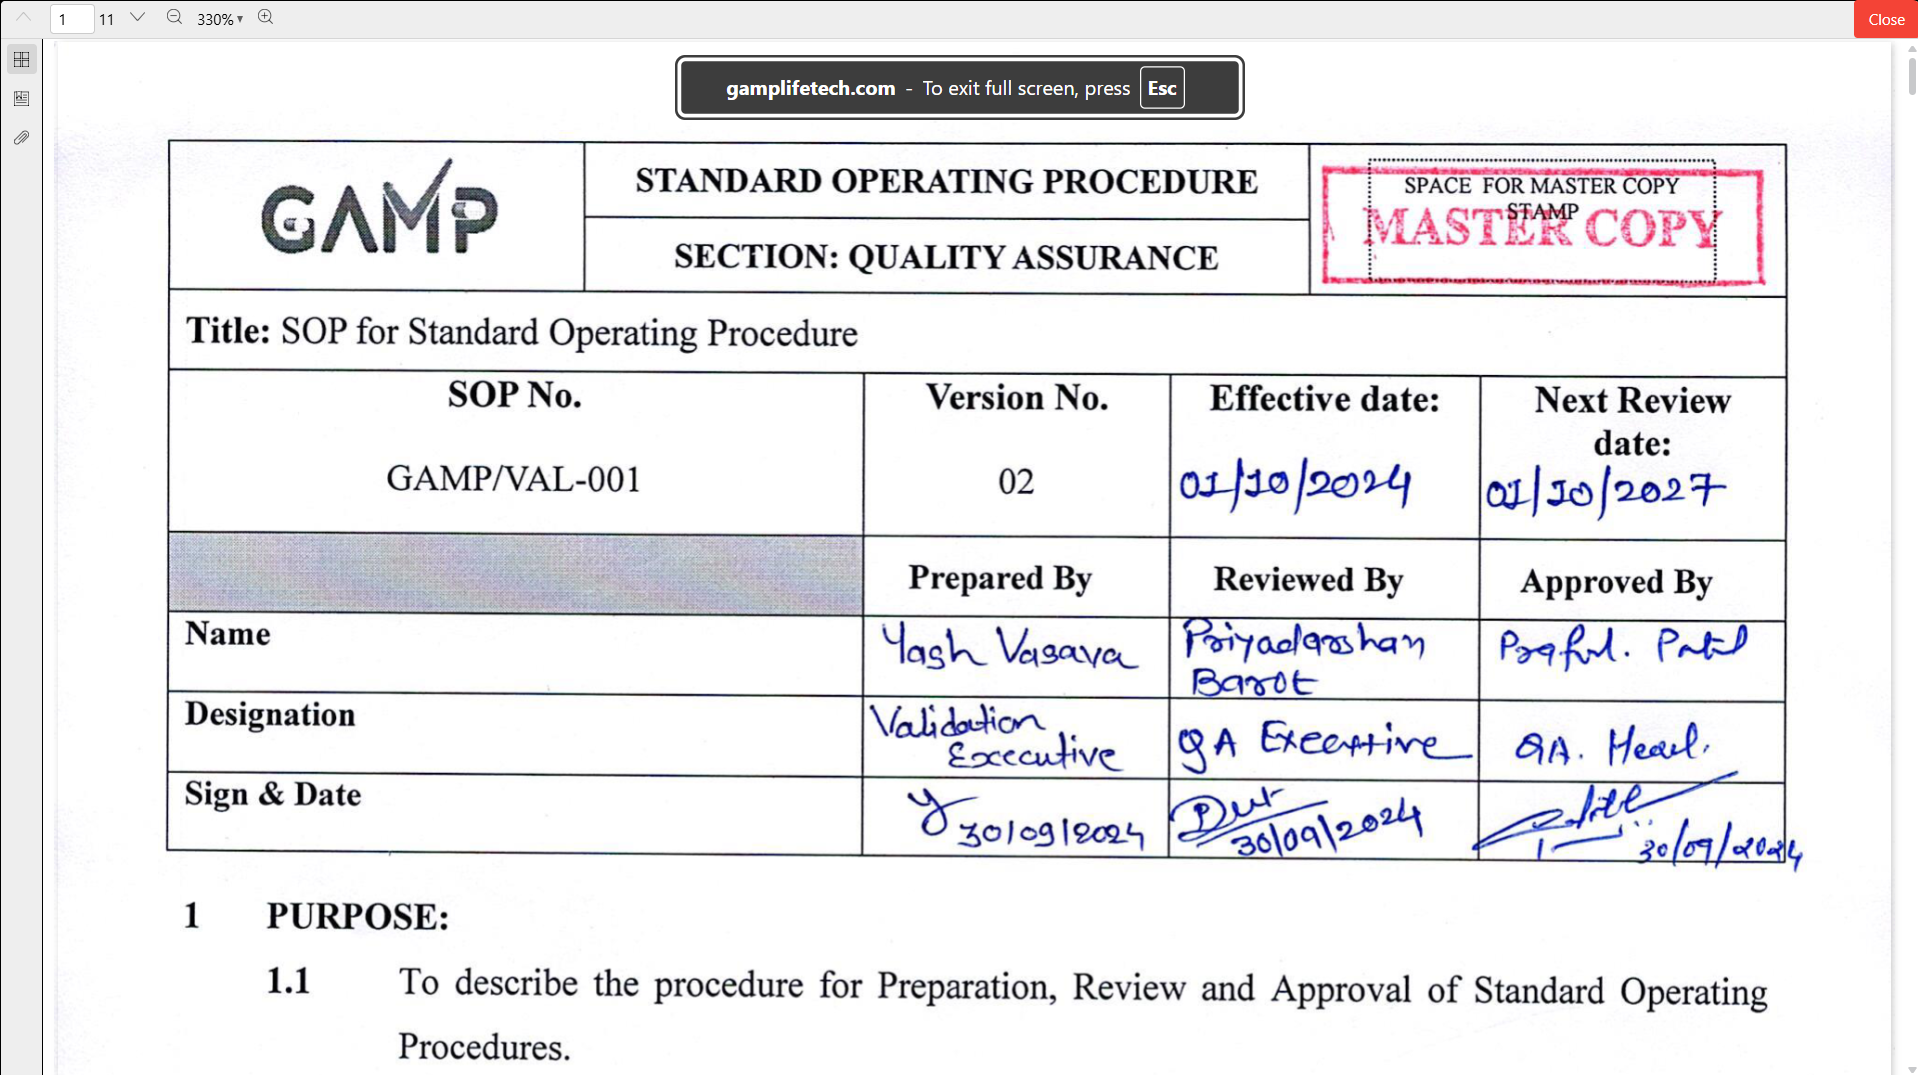 1 11 330% Close
gamplifetech.com - To exit full screen, press Esc
GAMP
STANDARD OPERATING PROCEDURE
SECTION: QUALITY ASSURANCE
SPACE FOR MASTER COPY
STAMP
MASTER COPY
Title: SOP for Standard Operating Procedure
SOP No. Version No. Effective date: Next Review
date:
GAMP/VAL-001 02 01/10/2024 01/10/2027
Prepared By Reviewed By Approved By
Name Yash Vasava Priyadarshan
Barot
Praful. Patel
Designation Validation
Executive
QA Executive QA. Head.
Sign & Date 30/09/2024 30/09/2024 30/09/2024
1 PURPOSE:
1.1 To describe the procedure for Preparation, Review and Approval of Standard Operating
Procedures.